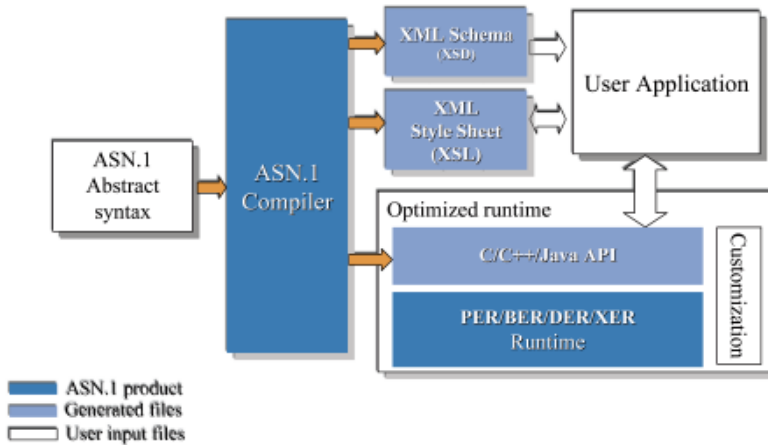 ASN.1
Abstract
syntax
ASN.1
Compiler
XML Schema
(XSD)
XML
Style Sheet
(XSL)
User Application
Optimized runtime
C/C++/Java API
PER/BER/DER/XER
Runtime
Customization
ASN.1 product
Generated files
User input files